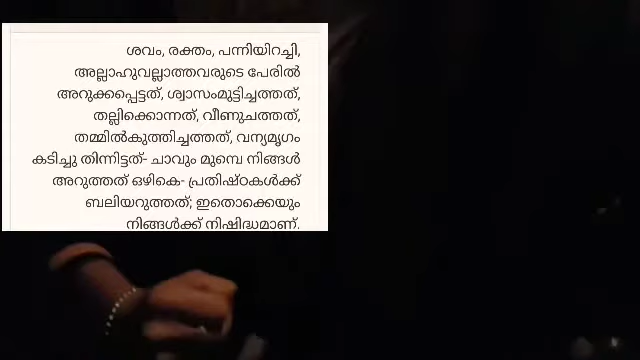 ശവം, രക്തം, പന്നിയിറച്ചി,
അല്ലാഹുവല്ലാത്തവരുടെ പേരിൽ
അറുക്കപ്പെട്ടത്, ശ്വാസംമുട്ടിച്ചത്തത്,
തല്ലിക്കൊന്നത്, വീണുചത്തത്,
തമ്മിൽകുത്തിച്ചത്തത്, വന്യമൃഗം
കടിച്ചു തിന്നിട്ടത്- ചാവും മുമ്പെ നിങ്ങൾ
അറുത്തത് ഒഴികെ- പ്രതിഷ്ഠകൾക്ക്
ബലിയറുത്തത്; ഇതൊക്കെയും
നിങ്ങൾക്ക് നിഷിദ്ധമാണ്.